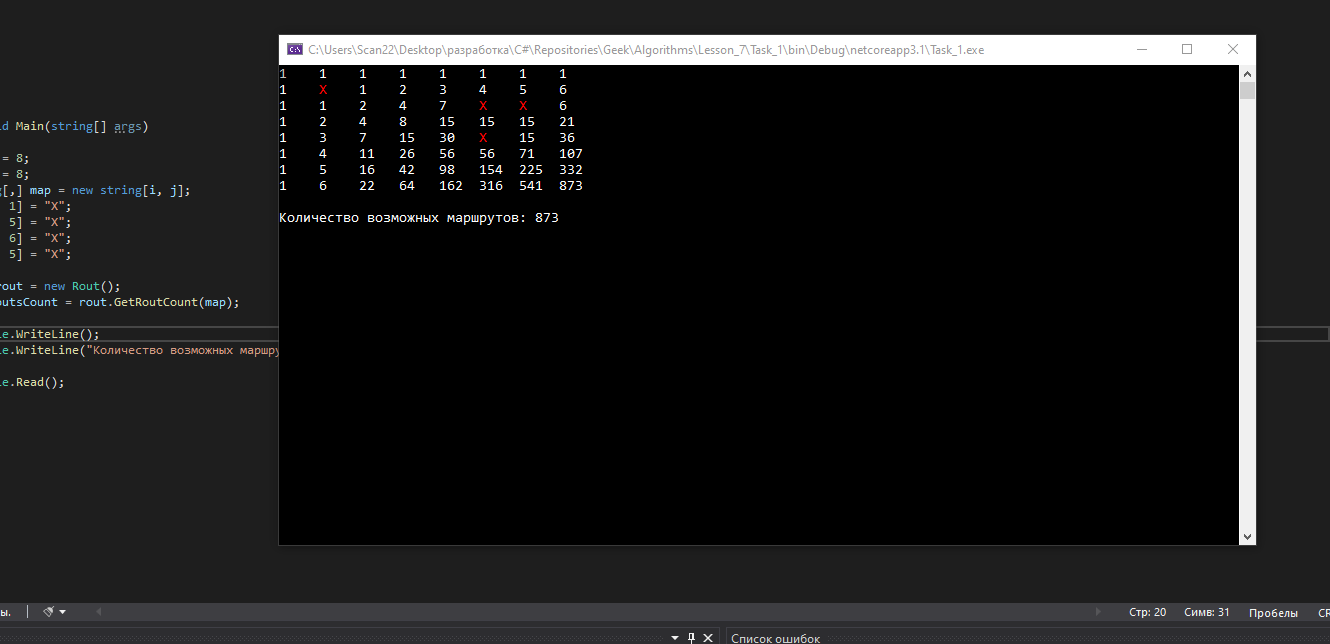 C:\Users\Scan22\Desktop\разработка\C#\Repositories\Geek\Algorithms\Lesson_7\Task_1\bin\Debug\netcoreapp3.1\Task_1.exe
1 1 1 1 1 1 1 1
1 X 1 2 3 4 5 6
1 1 2 4 7 X X 6
1 2 4 8 15 15 15 21
1 3 7 15 30 X 15 36
1 4 11 26 56 56 71 107
1 5 16 42 98 154 225 332
1 6 22 64 162 316 541 873
Количество возможных маршрутов: 873
d Main(string[] args)
= 8;
= 8;
[,] map = new string[i, j];
1] = "X";
5] = "X";
6] = "X";
5] = "X";
rout = new Rout();
outsCount = rout.GetRoutCount(map);
e.WriteLine();
e.WriteLine("Количество возможных маршру
e.Read();
ы.
Стр: 20 Симв: 31 Пробелы CR
Список ошибок